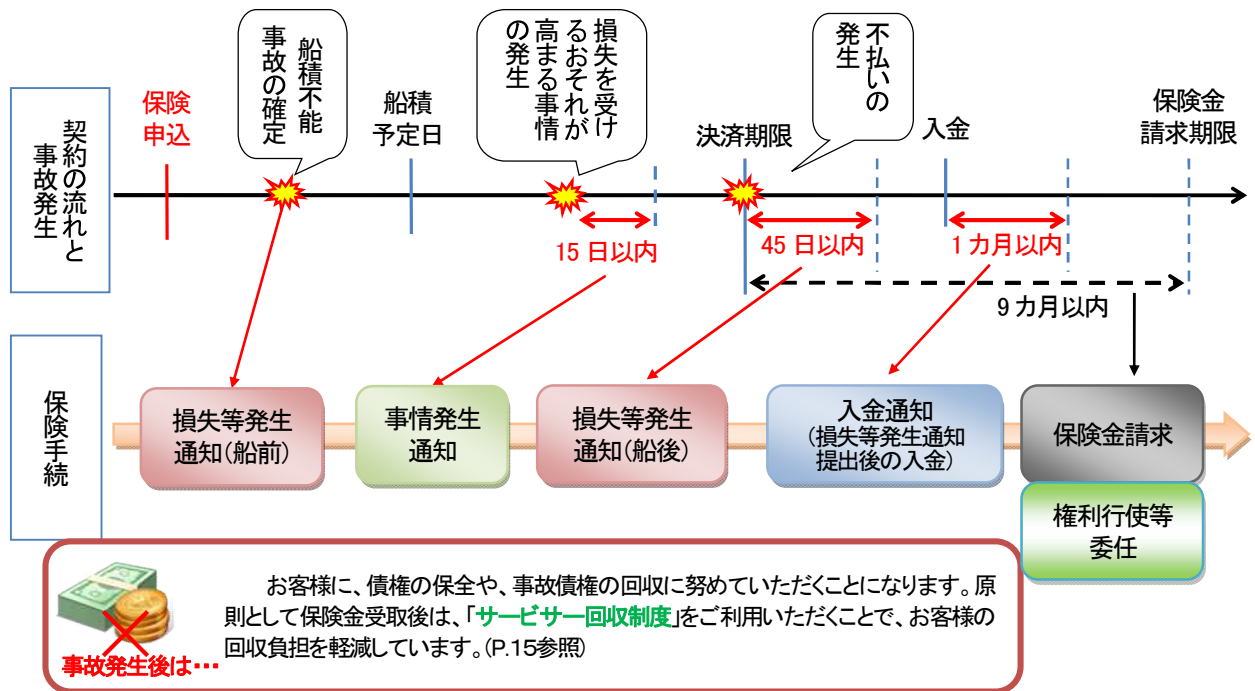 船積不能
事故の確定
損失を受け
るおそれが
高まる事情
の発生
不払いの
発生
契約の流れと
事故発生
保険
申込
船積
予定日
決済期限
入金
保険金
請求期限
15 日以内
45 日以内
1 カ月以内
9 カ月以内
保険手続
損失等発生
通知(船前)
事情発生
通知
損失等発生
通知(船後)
入金通知
(損失等発生通知
提出後の入金)
保険金請求
権利行使等
委任
事故発生後は…
お客様に、債権の保全や、事故債権の回収に努めていただくことになります。原
則として保険金受取後は、「サービサー回収制度」をご利用いただくことで、お客様の
回収負担を軽減しています。(P.15参照)